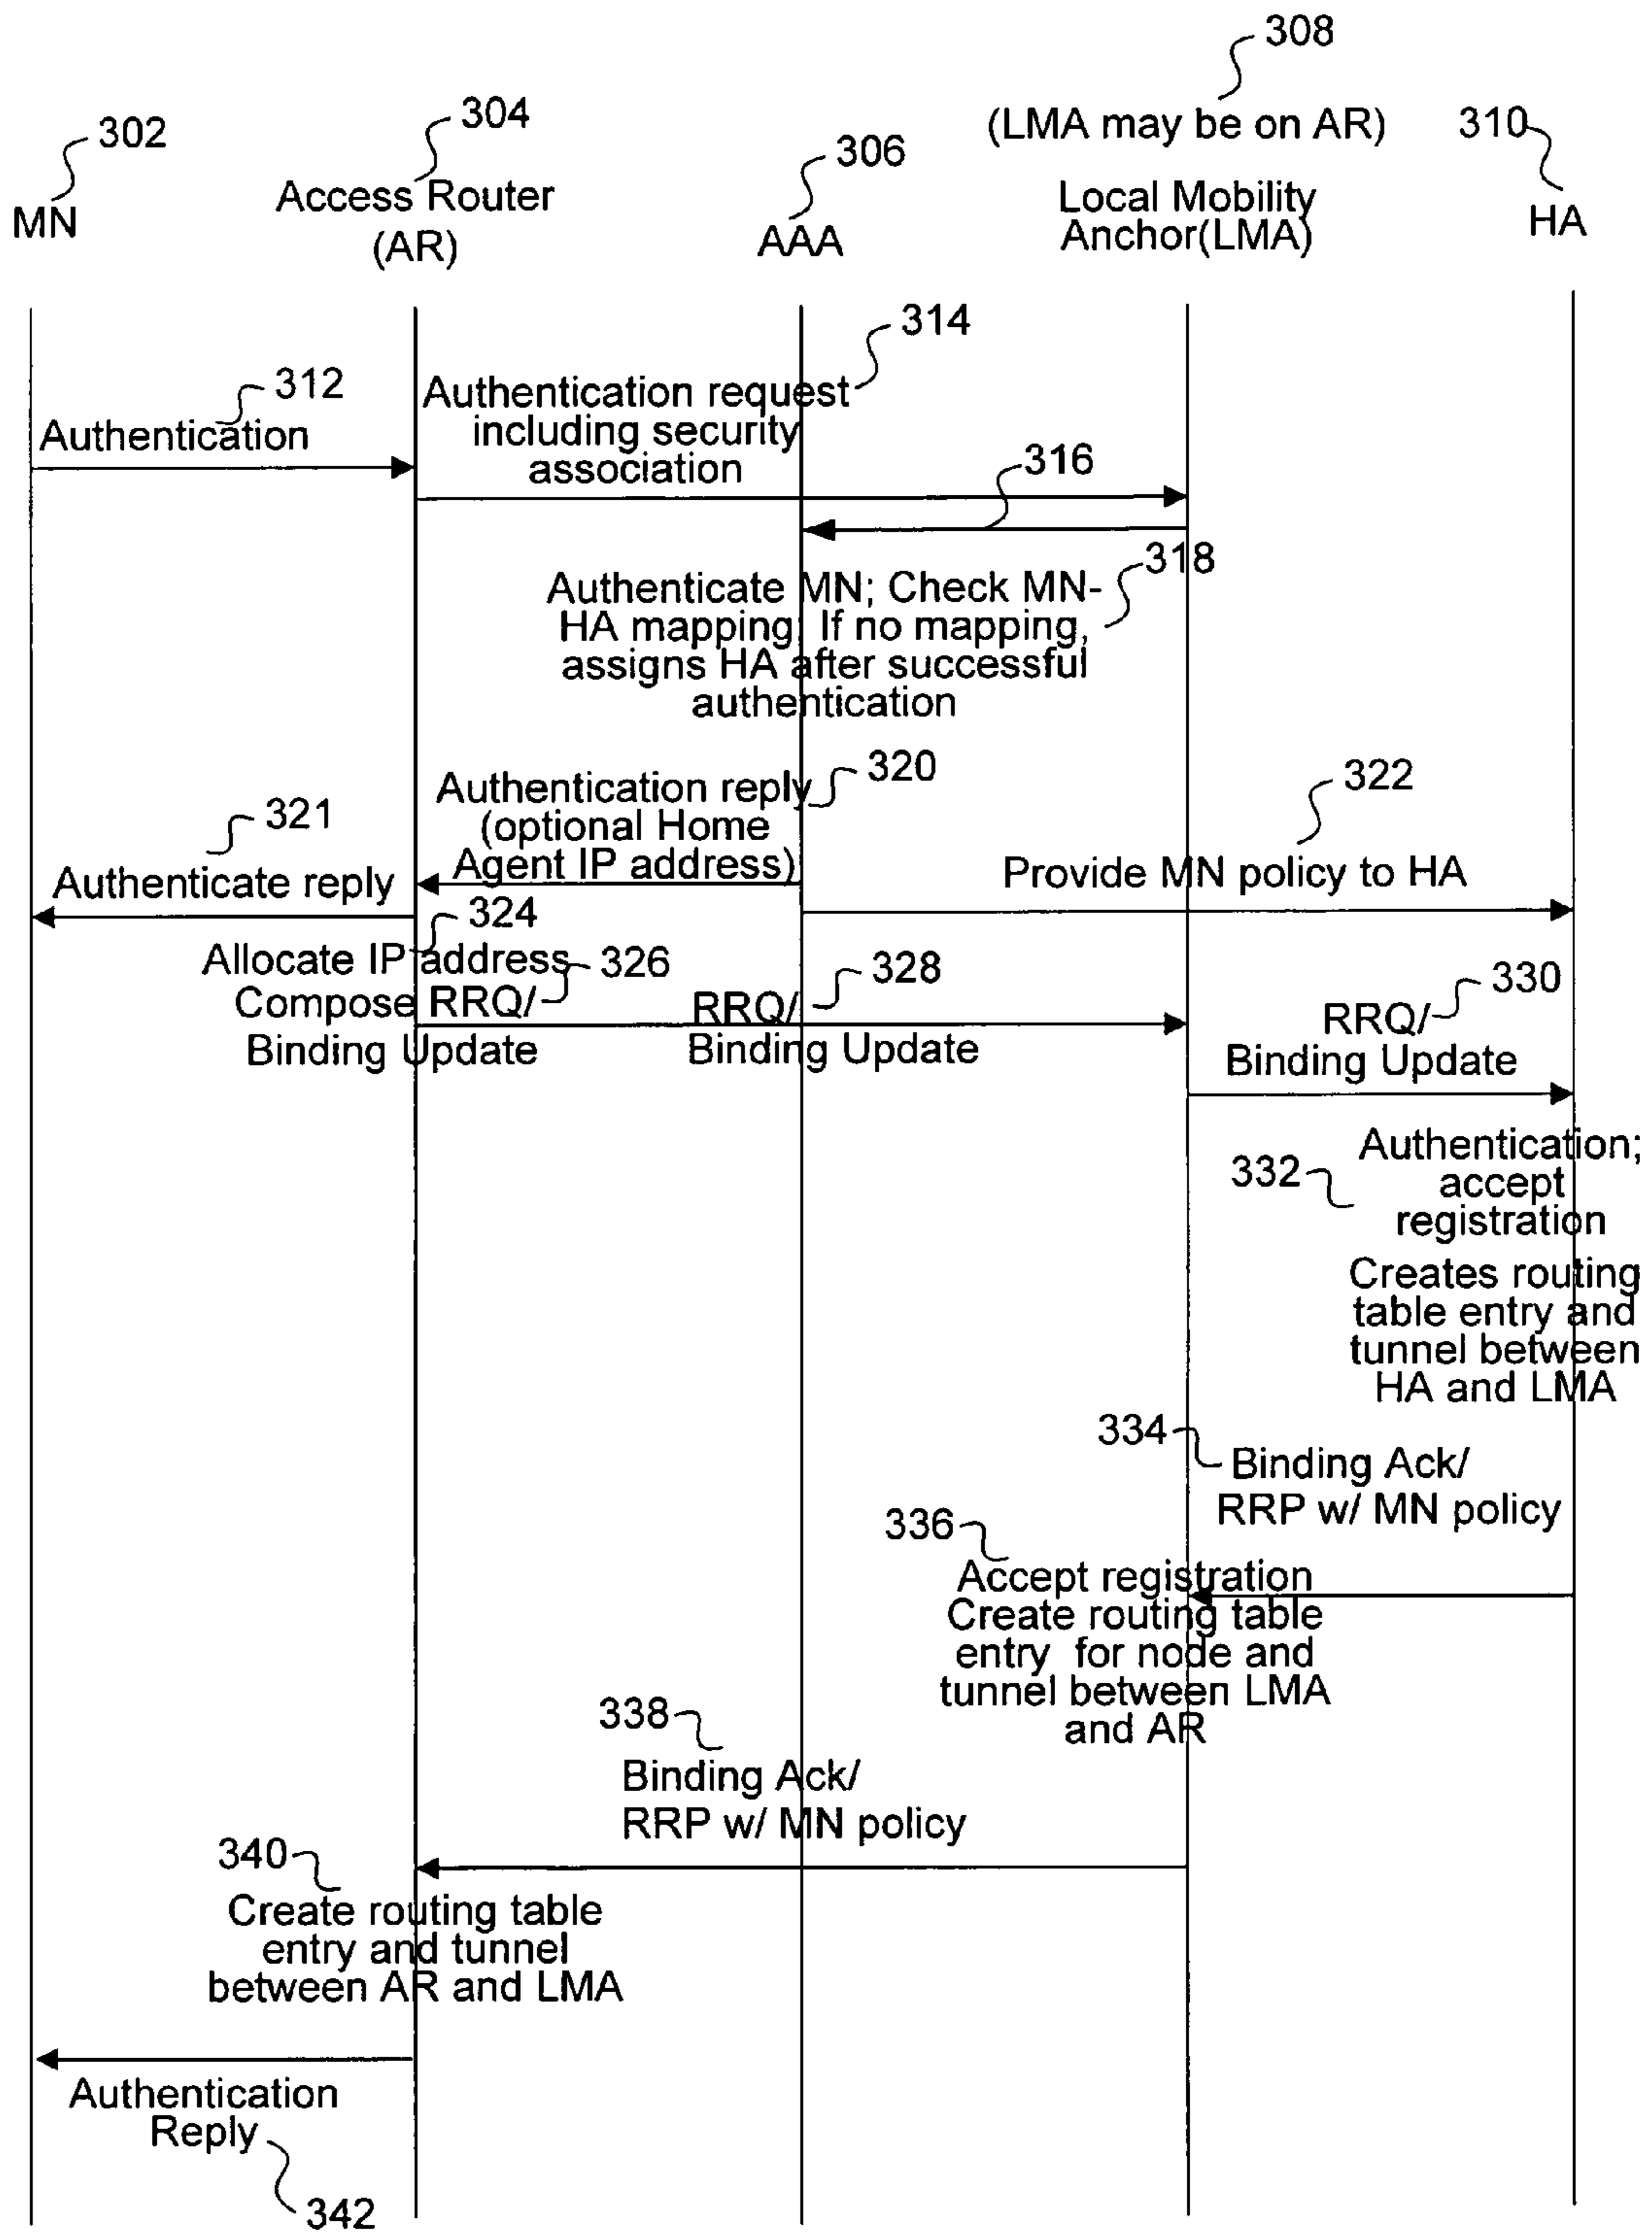 308
(LMA may be on AR)
310
304
302
306
Access Router
(AR)
Local Mobility
Anchor(LMA)
MN
AAA
HA
314
312
Authentication request
including security
association
Authentication
316
318
Authenticate MN; Check MN-
HA mapping; If no mapping,
assigns HA after successful
authentication
320
322
Authentication reply
(optional Home
Agent IP address)
321
Authenticate reply
Provide MN policy to HA
324
Allocate IP address
326
Compose RRQ/
Binding Update
328
RRQ/
Binding Update
330
RRQ/
Binding Update
332
Authentication;
accept
registration
Creates routing
table entry and
tunnel between
HA and LMA
334
Binding Ack/
RRP w/ MN policy
336
Accept registration
Create routing table
entry for node and
tunnel between LMA
and AR
338
Binding Ack/
RRP w/ MN policy
340
Create routing table
entry and tunnel
between AR and LMA
Authentication
Reply
342